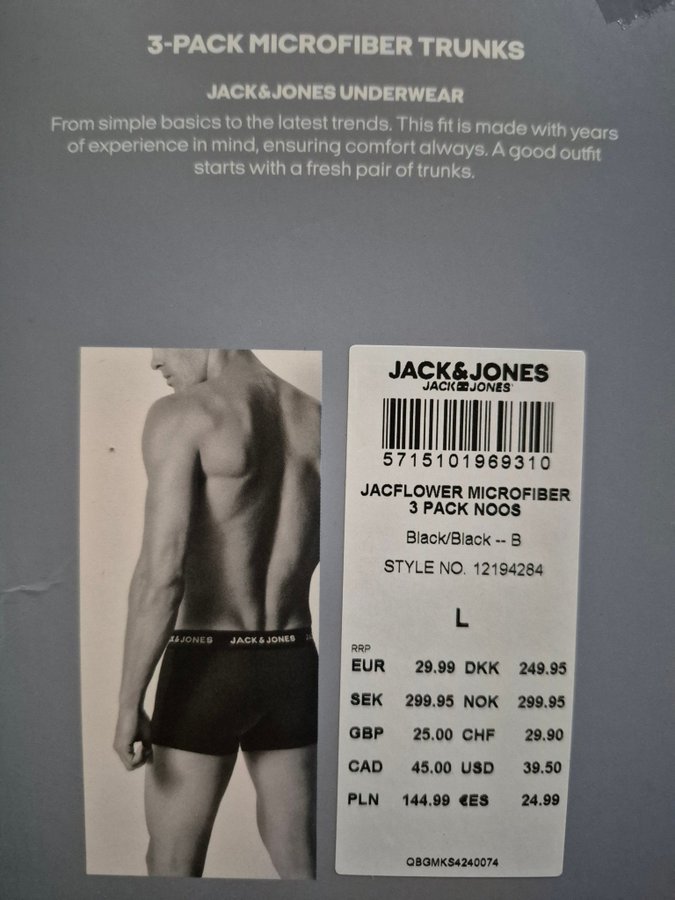 3-PACK MICROFIBER TRUNKS
JACK&JONES UNDERWEAR
From simple basics to the latest trends. This fit is made with years
of experience in mind, ensuring comfort always. A good outfit
starts with a fresh pair of trunks.
K&JONES JACK & JONES JA
JACK&JONES
JACK JONES
5715101969310
JACFLOWER MICROFIBER
3 PACK NOOS
Black/Black -- B
STYLE NO. 12194284
L
RRP
EUR 29.99 DKK 249.95
SEK 299.95 NOK 299.95
GBP 25.00 CHF 29.90
CAD 45.00 USD 39.50
PLN 144.99 €ES 24.99
QBGMKS4240074